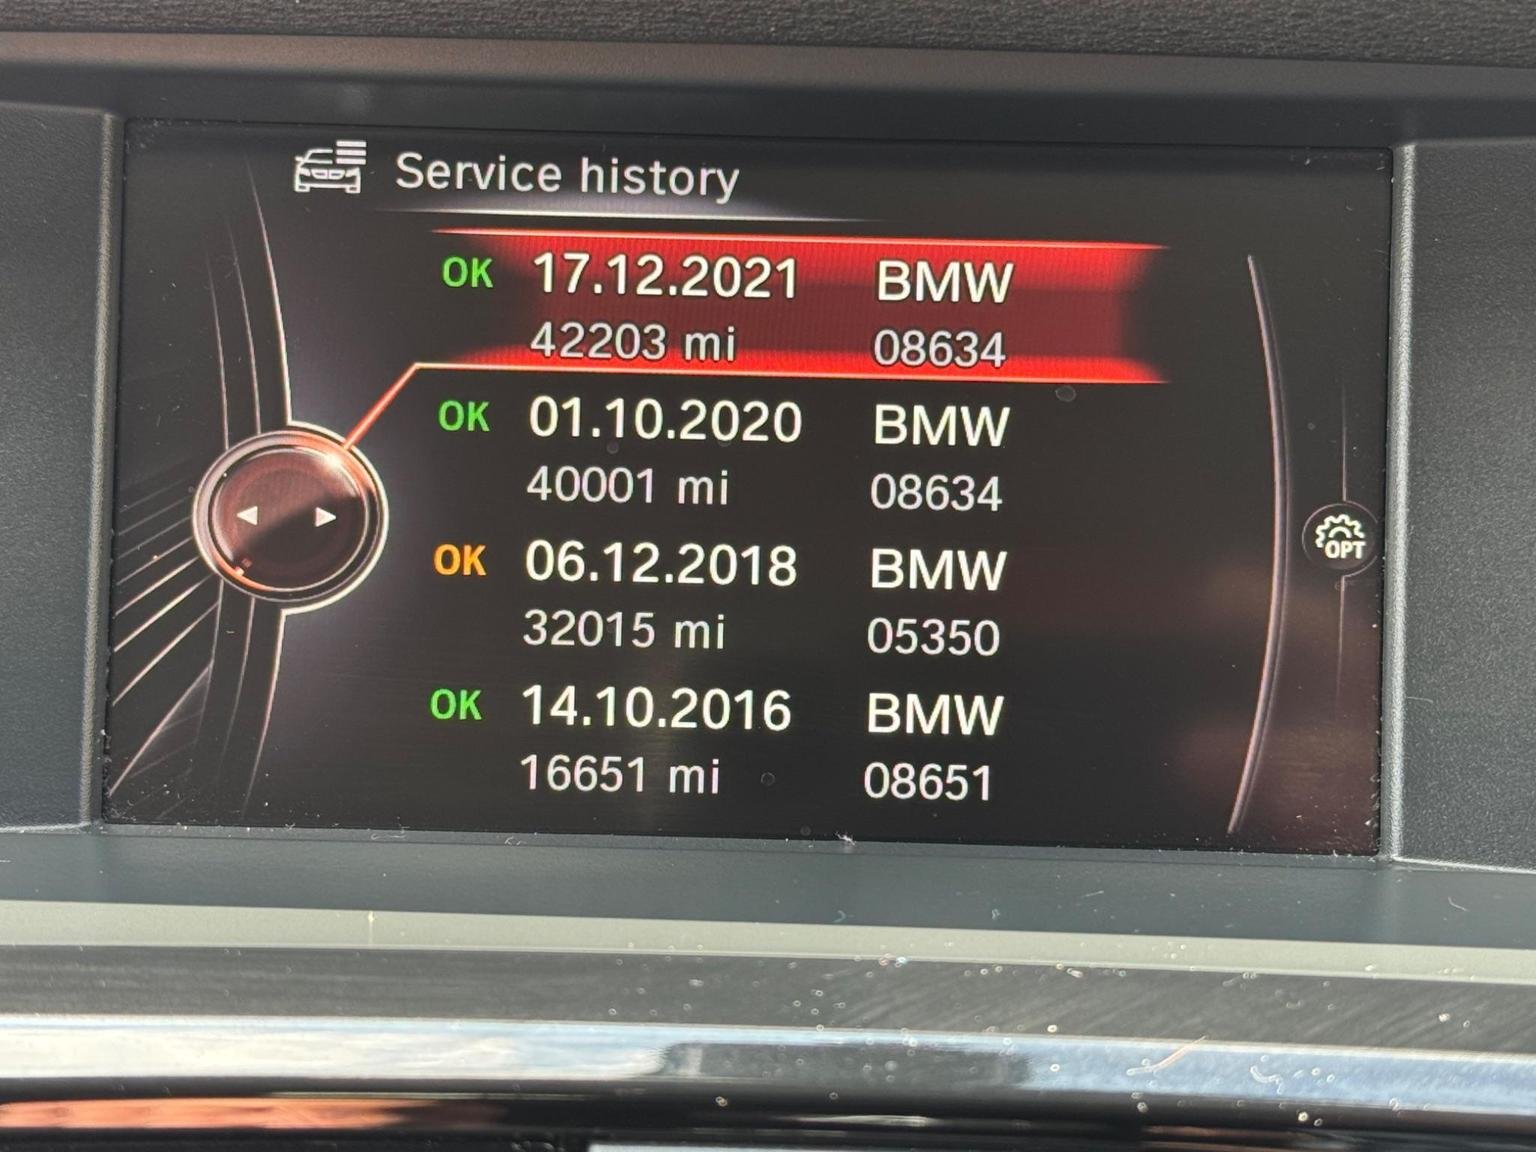 Service history
OK 17.12.2021 BMW
42203 mi 08634
OK 01.10.2020 BMW
40001 mi 08634
OK 06.12.2018 BMW
32015 mi 05350
OK 14.10.2016 BMW
16651 mi 08651
OPT